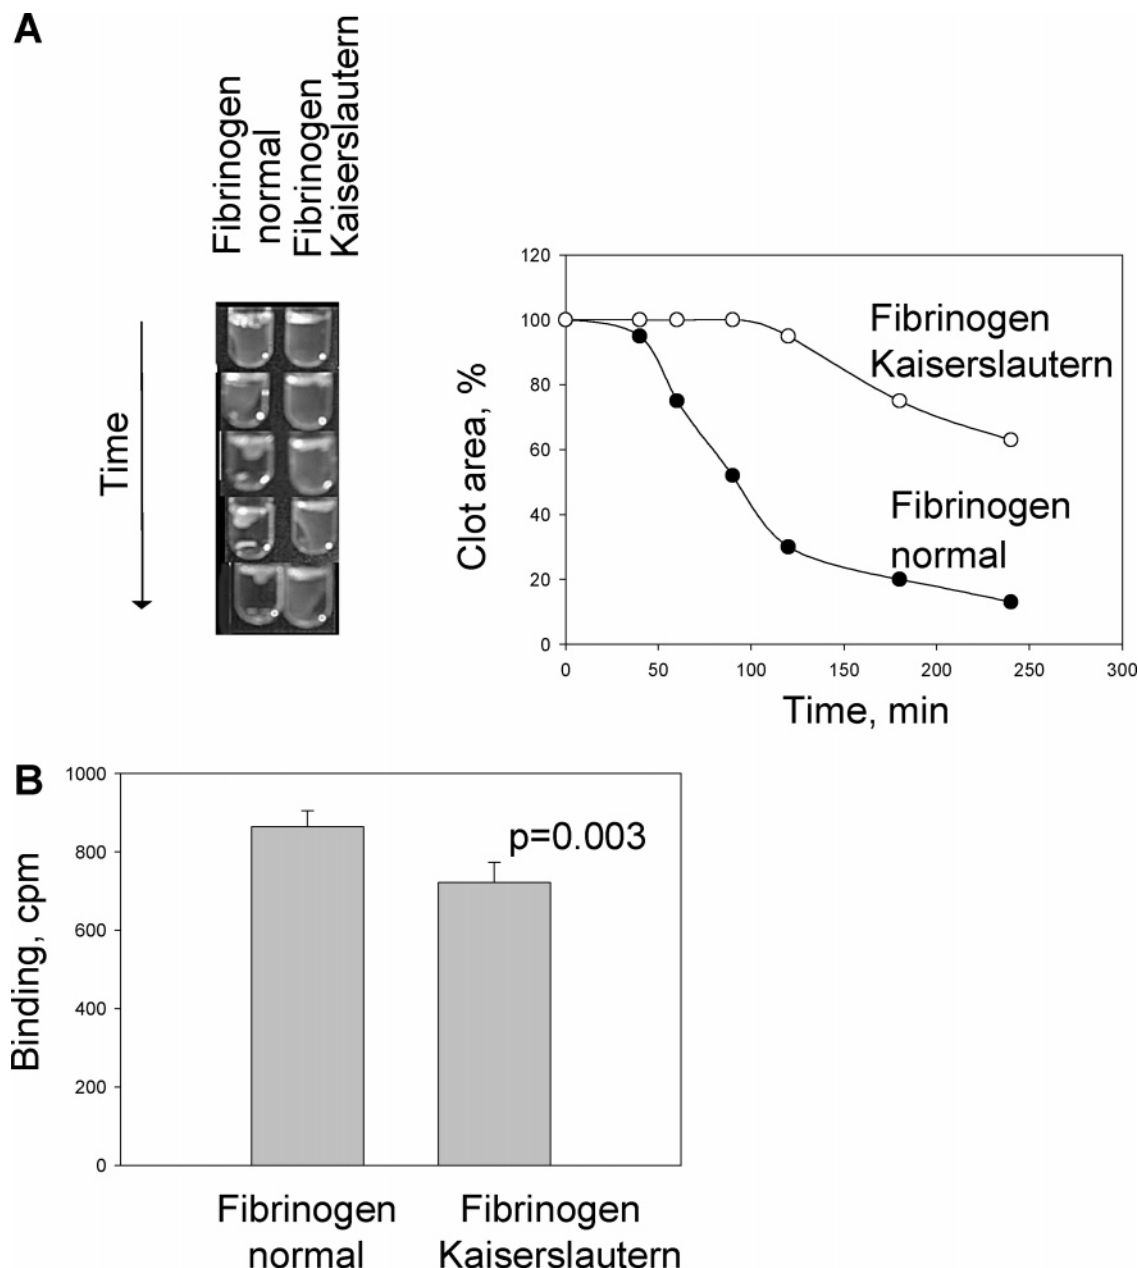 A
Fibrinogen
normal
Fibrinogen
Kaiserslautern
Time
120
100
80
60
40
20
0
Clot area, %
Fibrinogen
Kaiserslautern
Fibrinogen
normal
0 50 100 150 200 250 300
Time, min
B
1000
800
600
400
200
0
Binding, cpm
p=0.003
Fibrinogen
normal
Fibrinogen
Kaiserslautern